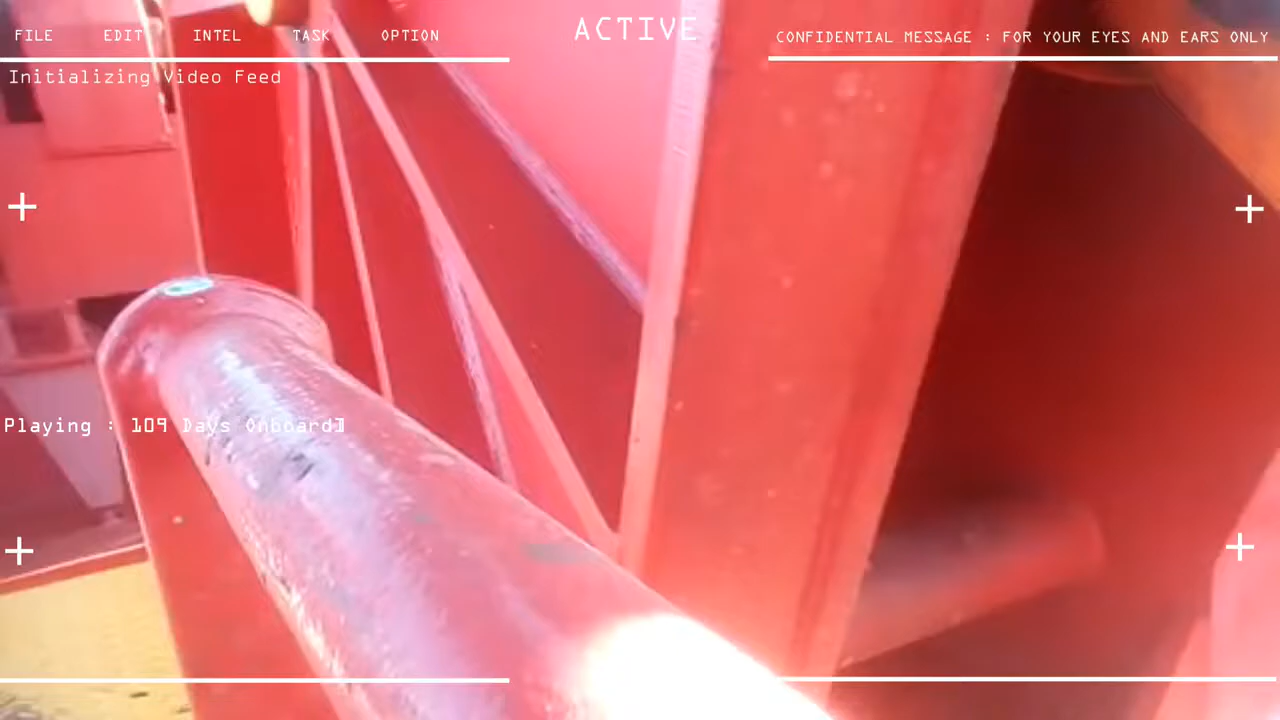 FILE EDIT INTEL TASK OPTION
ACTIVE
CONFIDENTIAL MESSAGE : FOR YOUR EYES AND EARS ONLY
Initializing Video Feed
Playing : 109 Days Onboard]